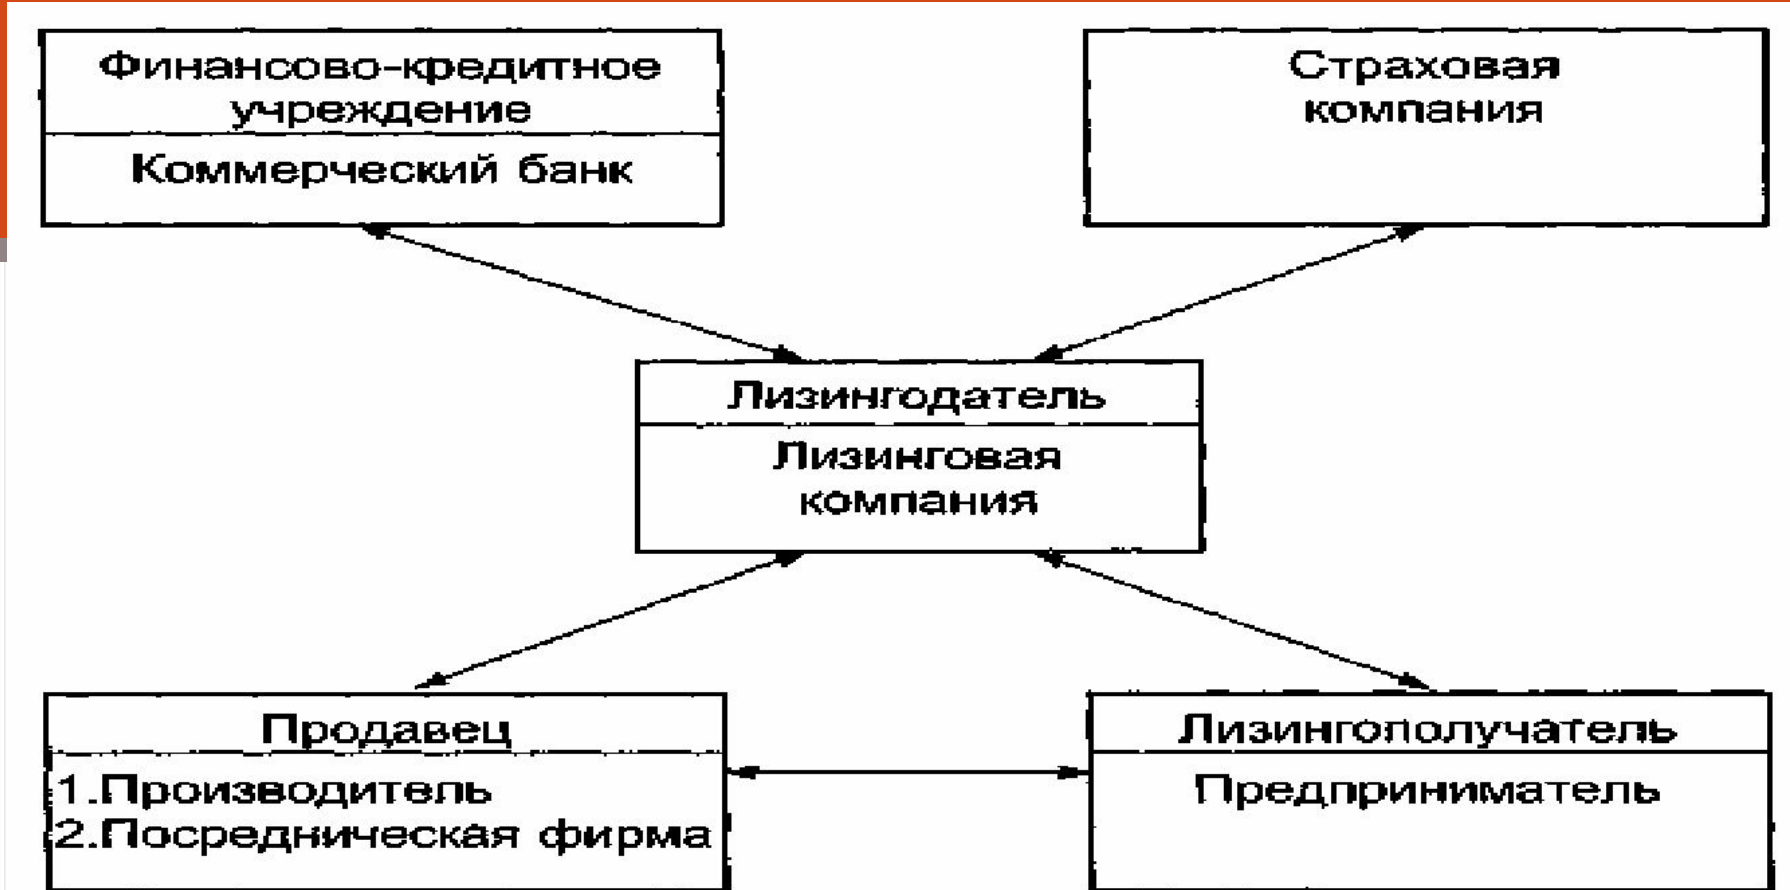 Финансово-кредитное
учреждение
Коммерческий банк
Страховая
компания
Лизингодатель
Лизинговая
компания
Продавец
1.Производитель
2.Посредническая фирма
Лизингополучатель
Предприниматель